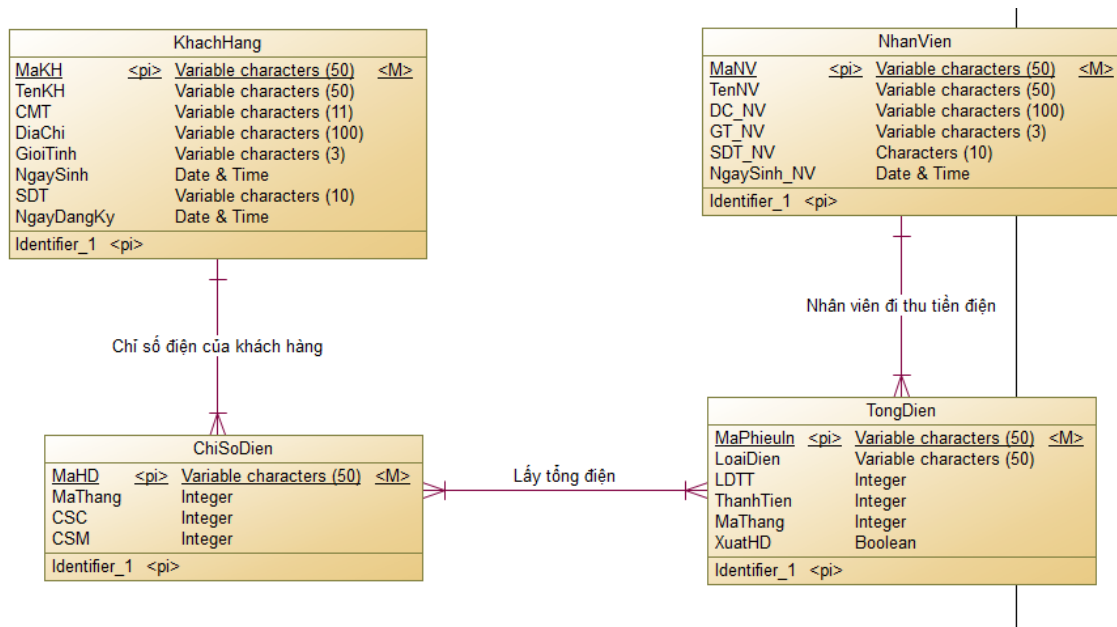 KhachHang
MaKH <pi> Variable characters (50) <M>
TenKH Variable characters (50)
CMT Variable characters (11)
DiaChi Variable characters (100)
GioiTinh Variable characters (3)
NgaySinh Date & Time
SDT Variable characters (10)
NgayDangKy Date & Time
Identifier_1 <pi>
NhanVien
MaNV <pi> Variable characters (50) <M>
TenNV Variable characters (50)
DC_NV Variable characters (100)
GT_NV Variable characters (3)
SDT_NV Characters (10)
NgaySinh_NV Date & Time
Identifier_1 <pi>
Chỉ số điện của khách hàng
Nhân viên đi thu tiền điện
ChiSoDien
MaHD <pi> Variable characters (50) <M>
MaThang Integer
CSC Integer
CSM Integer
Identifier_1 <pi>
Lấy tổng điện
TongDien
MaPhieuIn <pi> Variable characters (50) <M>
LoaiDien Variable characters (50)
LDTT Integer
ThanhTien Integer
MaThang Integer
XuatHD Boolean
Identifier_1 <pi>